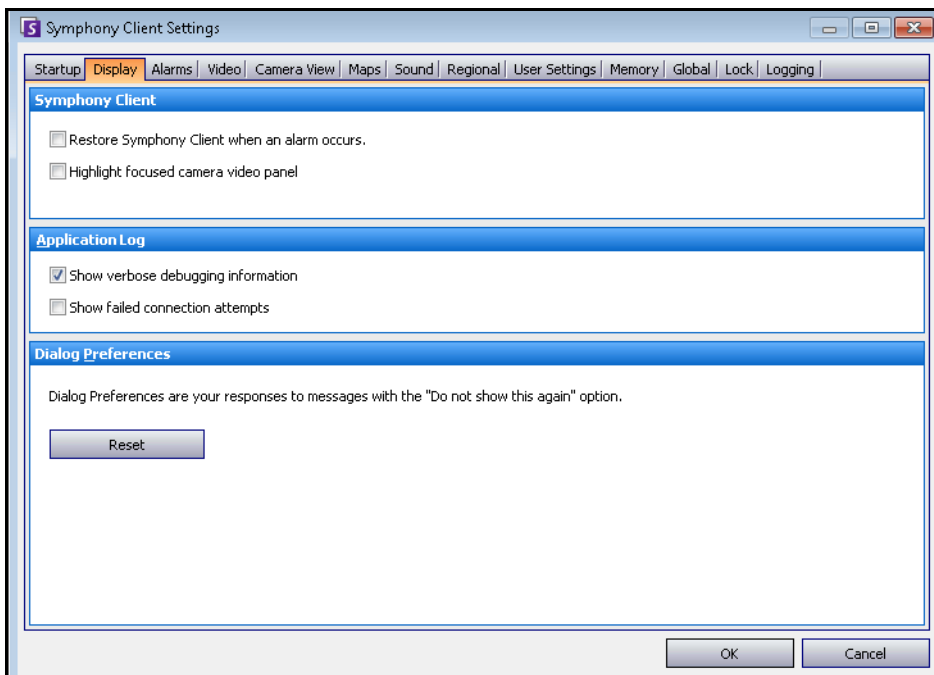 Symphony Client Settings
Startup Display Alarms Video Camera View Maps Sound Regional User Settings Memory Global Lock Logging
Symphony Client
Restore Symphony Client when an alarm occurs.
Highlight focused camera video panel
Application Log
Show verbose debugging information
Show failed connection attempts
Dialog Preferences
Dialog Preferences are your responses to messages with the "Do not show this again" option.
Reset
OK Cancel